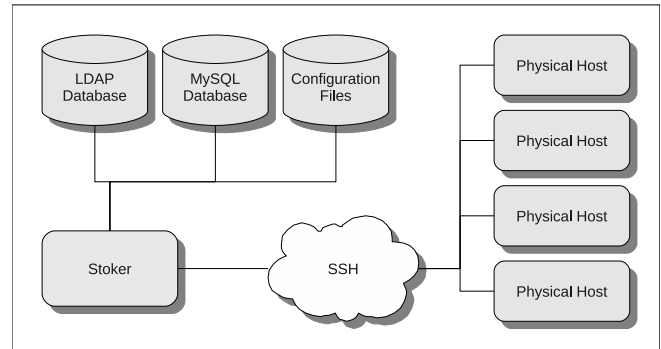 LDAP
Database
MySQL
Database
Configuration
Files
Physical Host
Physical Host
Physical Host
Physical Host
Stoker
SSH